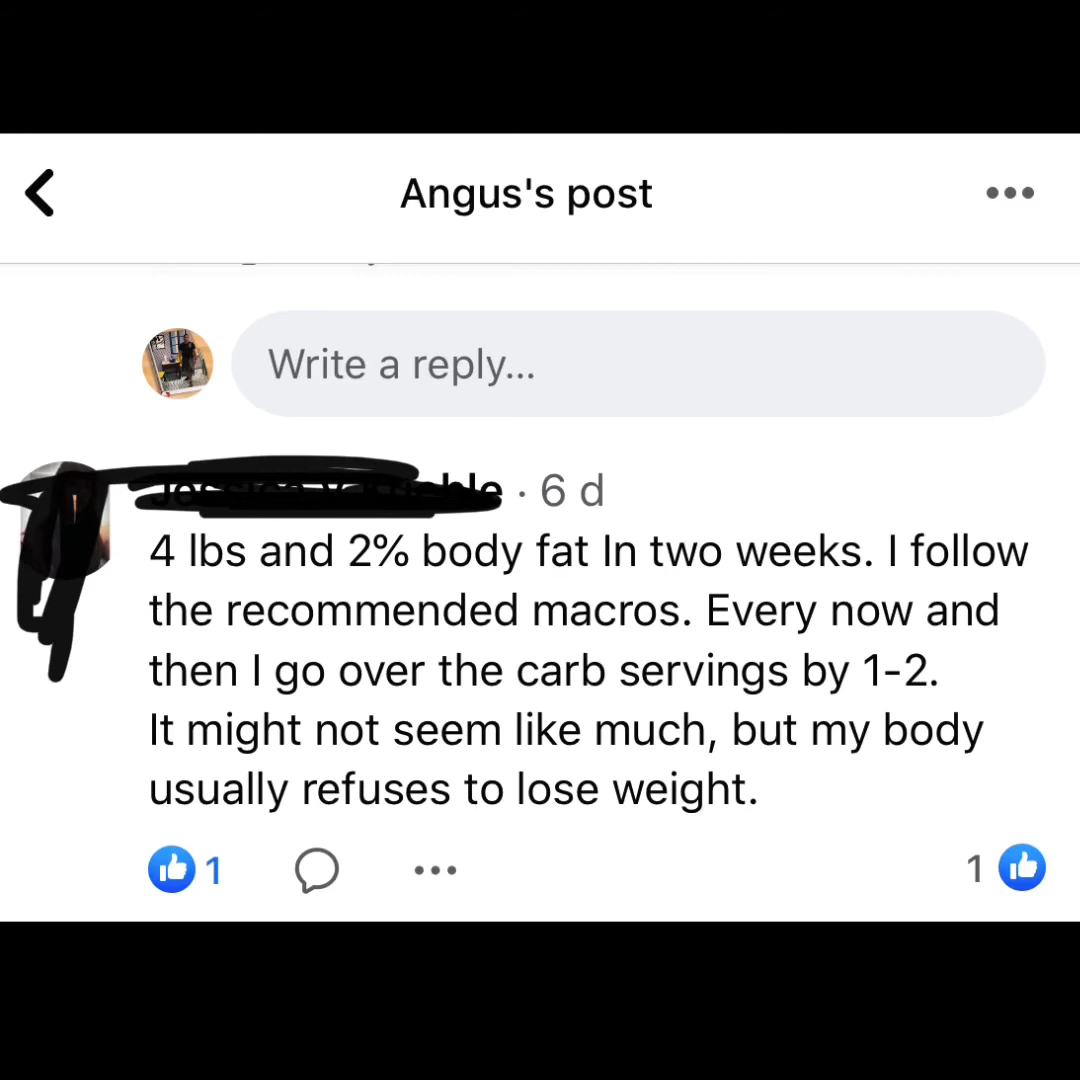 Angus's post
Write a reply...
· 6 d
4 lbs and 2% body fat In two weeks. I follow
the recommended macros. Every now and
then I go over the carb servings by 1-2.
It might not seem like much, but my body
usually refuses to lose weight.
1
1